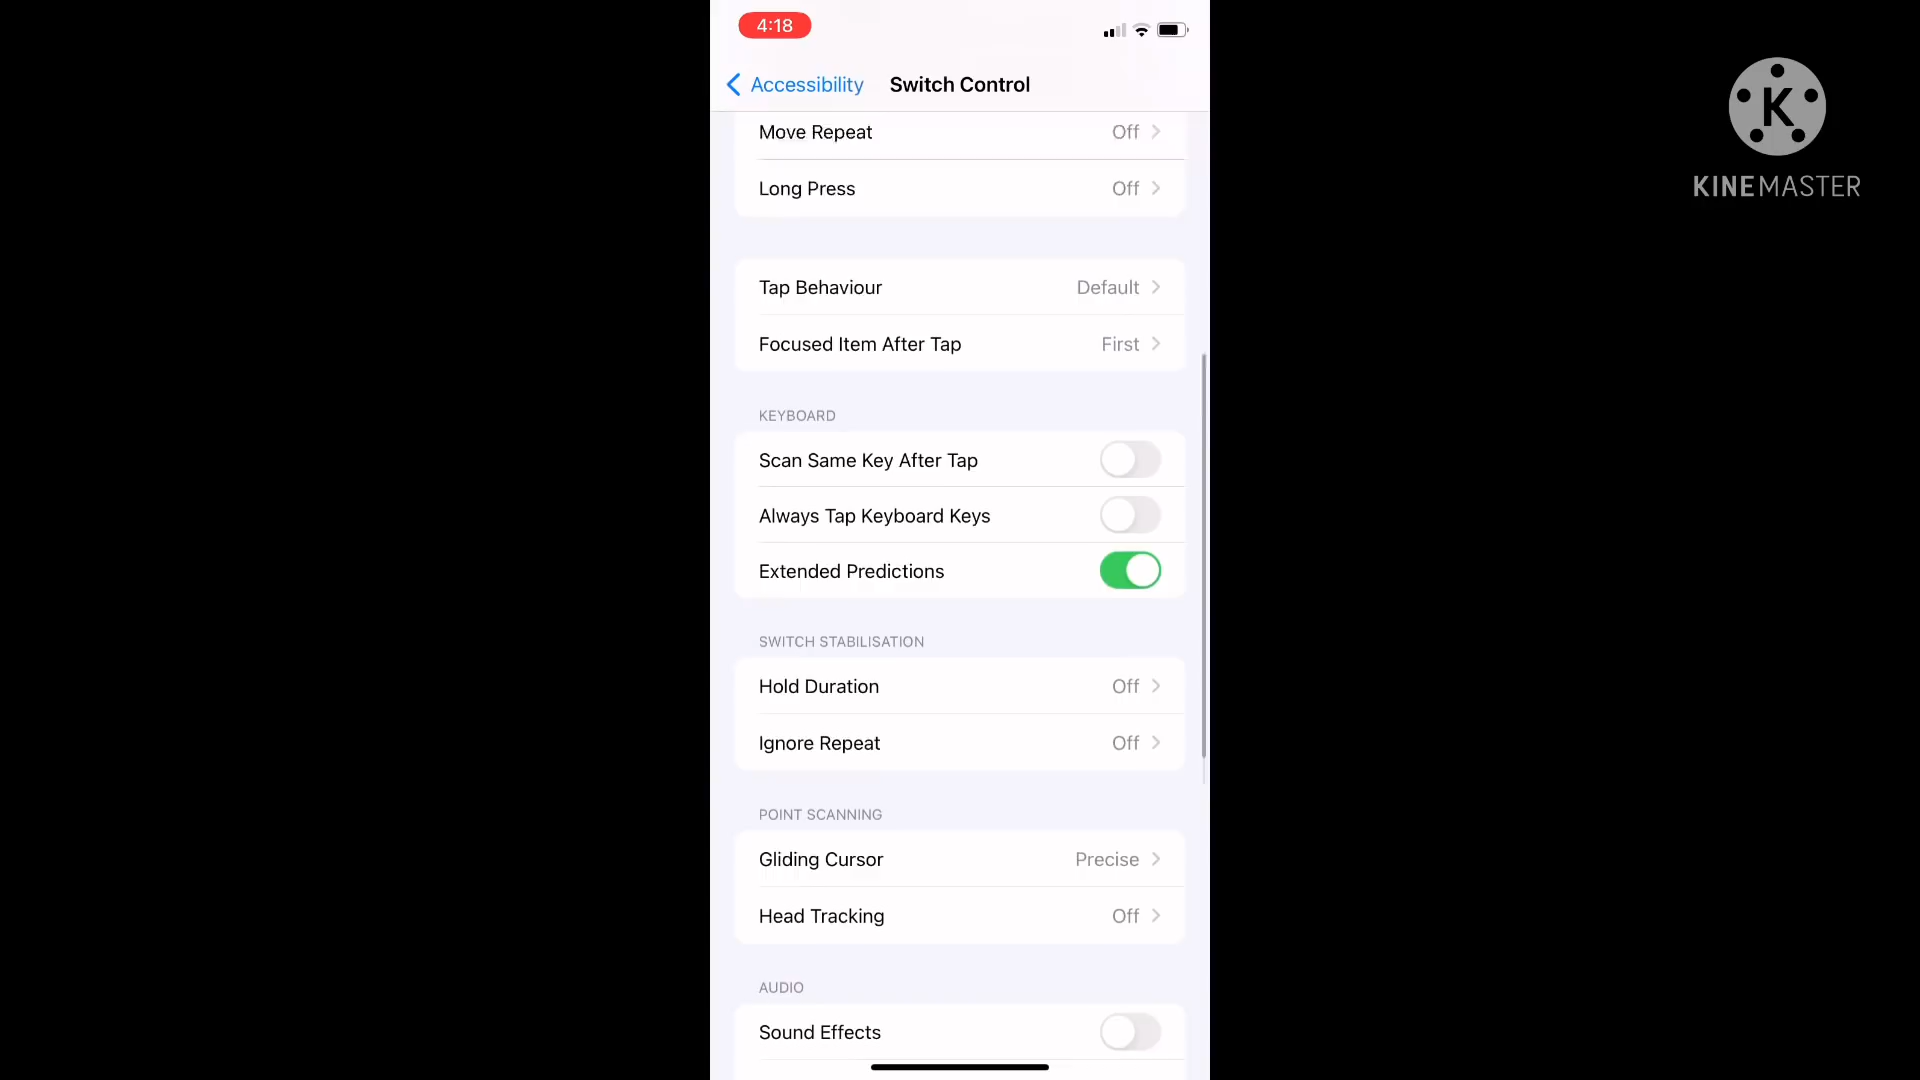 4:18
Accessibility Switch Control
Move Repeat Off
Long Press Off
Tap Behaviour Default
Focused Item After Tap First
KEYBOARD
Scan Same Key After Tap
Always Tap Keyboard Keys
Extended Predictions
SWITCH STABILISATION
Hold Duration Off
Ignore Repeat Off
POINT SCANNING
Gliding Cursor Precise
Head Tracking Off
AUDIO
Sound Effects
K
KINEMASTER